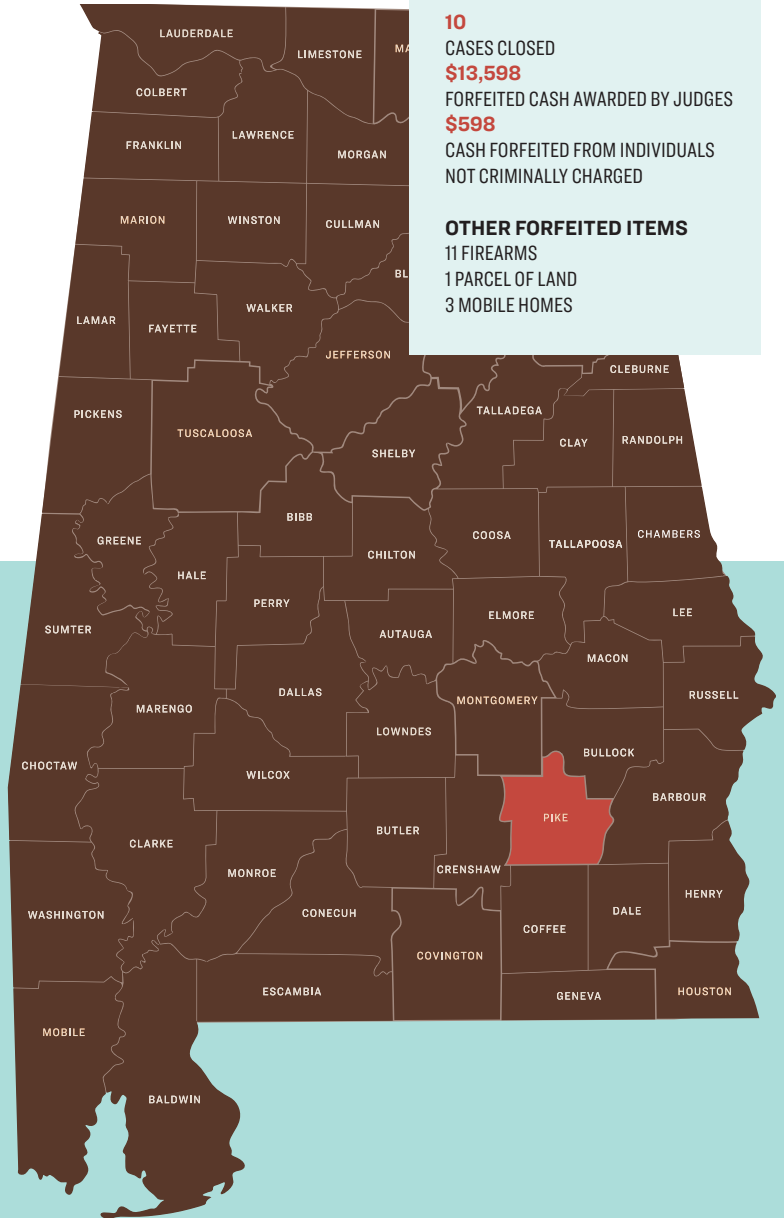 10
CASES CLOSED
$13,598
FORFEITED CASH AWARDED BY JUDGES
$598
CASH FORFEITED FROM INDIVIDUALS
NOT CRIMINALLY CHARGED
OTHER FORFEITED ITEMS
11 FIREARMS
1 PARCEL OF LAND
3 MOBILE HOMES
LAUDERDALE
LIMESTONE
MA
COLBERT
FRANKLIN
LAWRENCE
MORGAN
MARION
WINSTON
CULLMAN
BL
LAMAR
FAYETTE
WALKER
JEFFERSON
CLEBURNE
PICKENS
TUSCALOOSA
SHELBY
TALLADEGA
CLAY
RANDOLPH
GREENE
HALE
BIBB
CHILTON
COOSA
TALLAPOOSA
CHAMBERS
SUMTER
PERRY
AUTAUGA
ELMORE
LEE
MACON
MARENGO
DALLAS
LOWNDES
MONTGOMERY
RUSSELL
CHOCTAW
WILCOX
BULLOCK
BARBOUR
CLARKE
MONROE
BUTLER
CRENSHAW
PIKE
WASHINGTON
CONECUH
COVINGTON
COFFEE
DALE
HENRY
MOBILE
ESCAMBIA
GENEVA
HOUSTON
BALDWIN